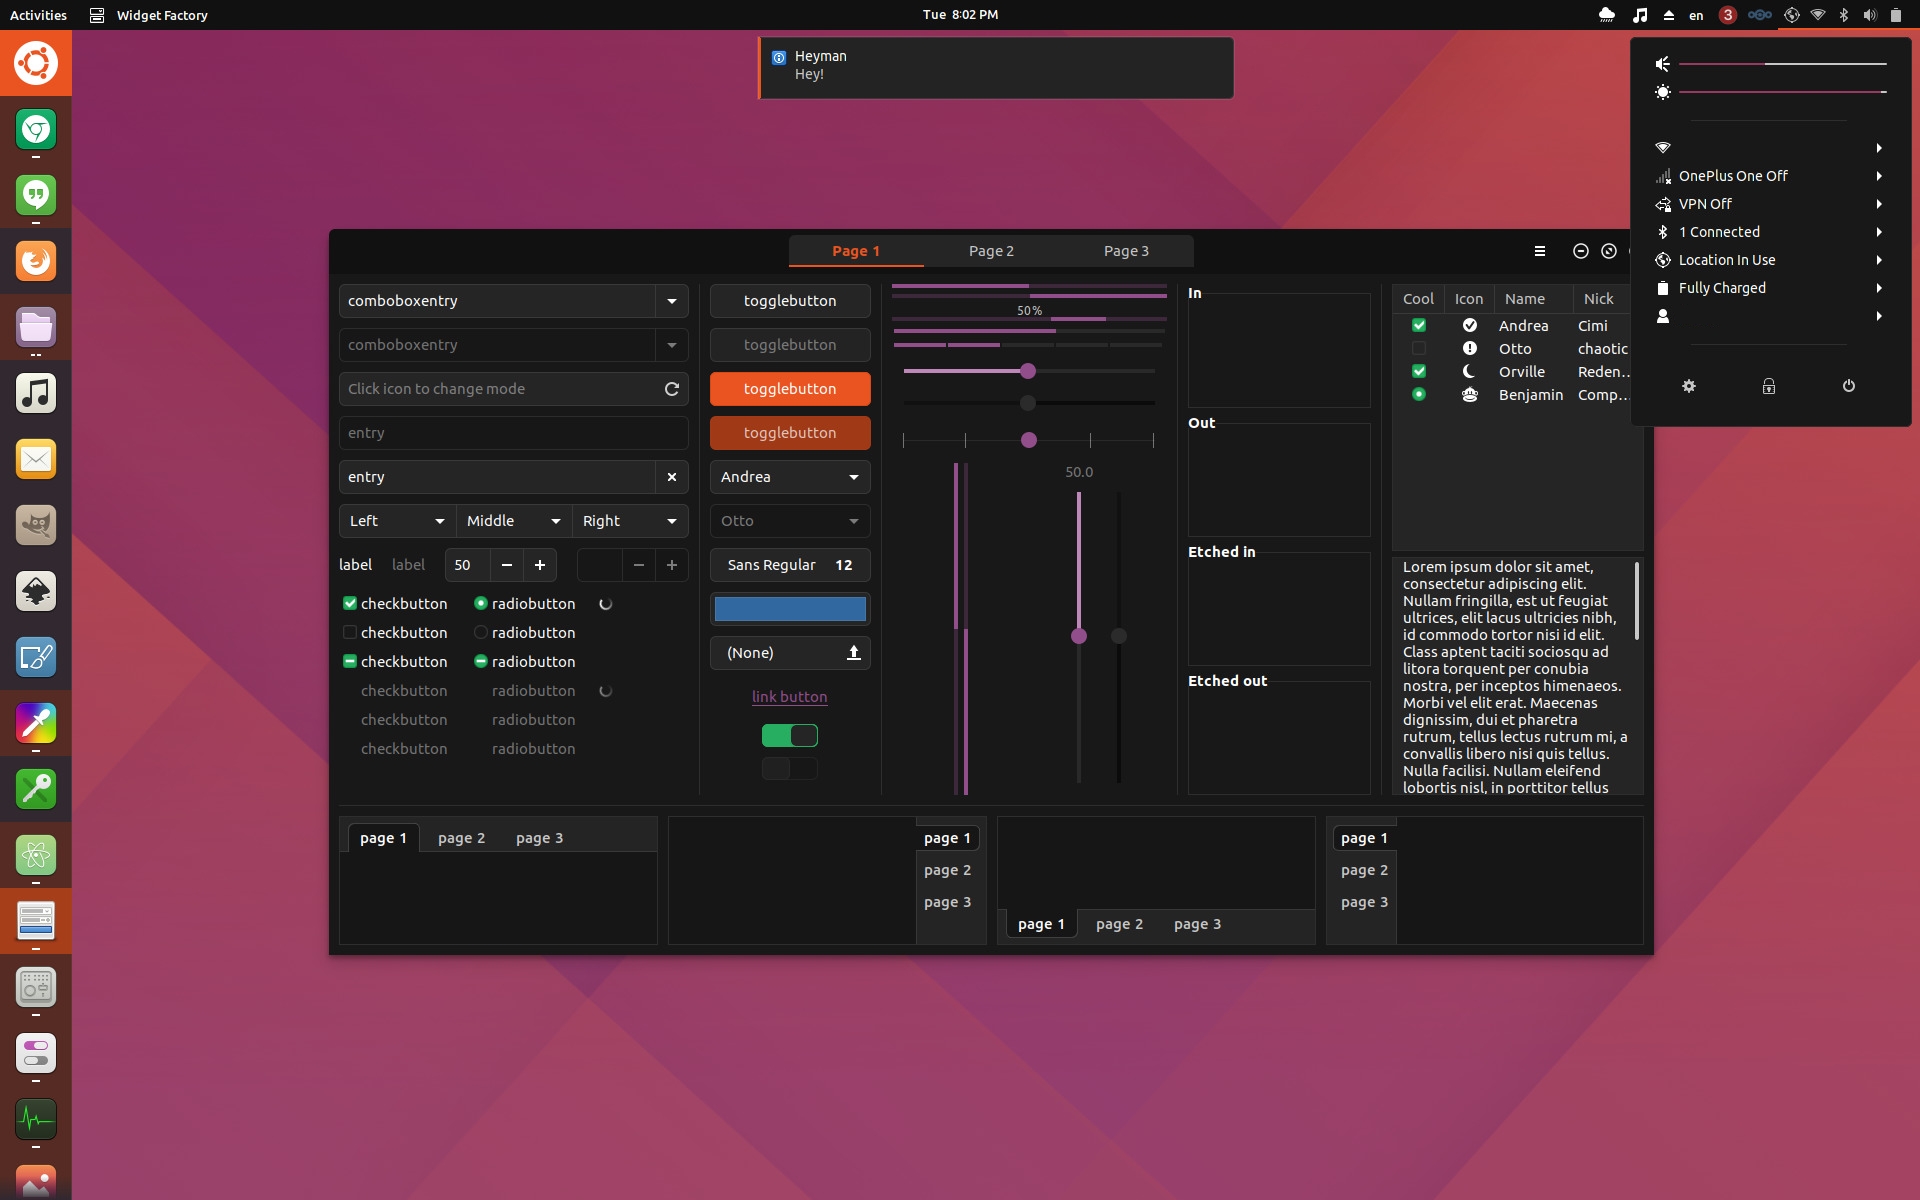 Activities
Widget Factory
Tue 8:02 PM
en
3
Heyman
Hey!
OnePlus One Off
VPN Off
1 Connected
Location In Use
Fully Charged
Page 1 Page 2 Page 3
comboboxentry
comboboxentry
Click icon to change mode
entry
entry
Left Middle Right
label label 50
checkbutton radiobutton
checkbutton radiobutton
checkbutton radiobutton
checkbutton radiobutton
checkbutton radiobutton
checkbutton radiobutton
togglebutton
togglebutton
togglebutton
togglebutton
Andrea
Otto
Sans Regular 12
(None)
link button
50%
50.0
In
Out
Etched in
Etched out
Cool Icon Name Nick
Andrea Cimi
Otto chaotic
Orville Reden...
Benjamin Comp...
Lorem ipsum dolor sit amet,
consectetur adipiscing elit.
Nullam fringilla, est ut feugiat
ultrices, elit lacus ultricies nibh,
id commodo tortor nisi id elit.
Class aptent taciti sociosqu ad
litora torquent per conubia
nostra, per inceptos himenaeos.
Morbi vel elit erat. Maecenas
dignissim, dui et pharetra
rutrum, tellus lectus rutrum mi, a
convallis libero nisi quis tellus.
Nulla facilisi. Nullam eleifend
lobortis nisl, in porttitor tellus
page 1 page 2 page 3
page 1
page 2
page 3
page 1 page 2 page 3
page 1
page 2
page 3